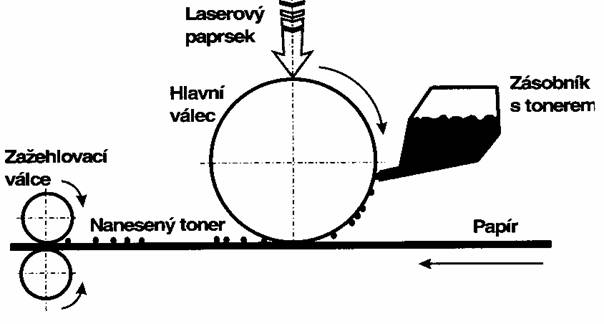 Laserový
paprsek
Hlavní
válec
Zásobník
s tonerem
Zažehlovací
válce
Nanesený toner
Papír